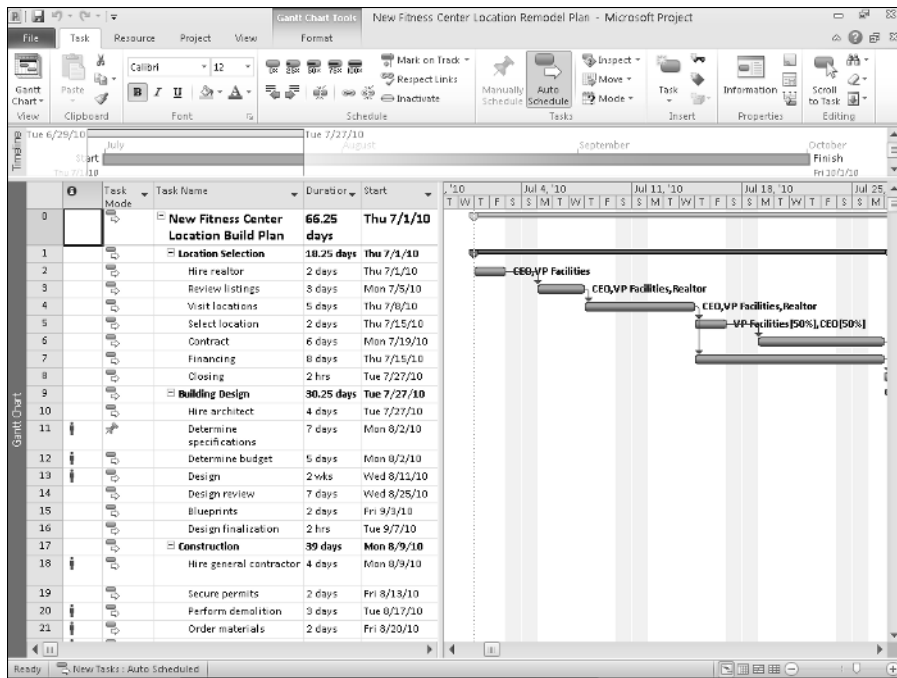 Gantt Chart Tools New Fitness Center Location Remodel Plan - Microsoft Project
File Task Resource Project View Format
Gantt Chart
Paste
Calibri 12
B I U A
0% 25% 50% 75% 100%
Mark on Track
Respect Links
Inactivate
Manually Schedule
Auto Schedule
Inspect
Move
Mode
Task
Information
Scroll to Task
View Clipboard Font Schedule Tasks Insert Properties Editing
Timeline
Tue 6/29/10 Tue 7/27/10
July August September October
Start Finish
Thu 7/1/10 Fri 10/1/10
Gantt Chart
Task Mode Task Name Duration Start
, '10 Jul 4, '10 Jul 11, '10 Jul 18, '10 Jul 25,
T W T F S S M T W T F S S M T W T F S S M T W T F S S M
0 New Fitness Center Location Build Plan 66.25 days Thu 7/1/10
1 Location Selection 18.25 days Thu 7/1/10
2 Hire realtor 2 days Thu 7/1/10 CEO,VP Facilities
3 Review listings 3 days Mon 7/5/10 CEO,VP Facilities,Realtor
4 Visit locations 5 days Thu 7/8/10 CEO,VP Facilities,Realtor
5 Select location 2 days Thu 7/15/10 VP Facilities[50%],CEO[50%]
6 Contract 6 days Mon 7/19/10
7 Financing 8 days Thu 7/15/10
8 Closing 2 hrs Tue 7/27/10
9 Building Design 30.25 days Tue 7/27/10
10 Hire architect 4 days Tue 7/27/10
11 Determine specifications 7 days Mon 8/2/10
12 Determine budget 5 days Mon 8/2/10
13 Design 2 wks Wed 8/11/10
14 Design review 7 days Wed 8/25/10
15 Blueprints 2 days Fri 9/3/10
16 Design finalization 2 hrs Tue 9/7/10
17 Construction 39 days Mon 8/9/10
18 Hire general contractor 4 days Mon 8/9/10
19 Secure permits 2 days Fri 8/13/10
20 Perform demolition 3 days Tue 8/17/10
21 Order materials 2 days Fri 8/20/10
Ready New Tasks : Auto Scheduled